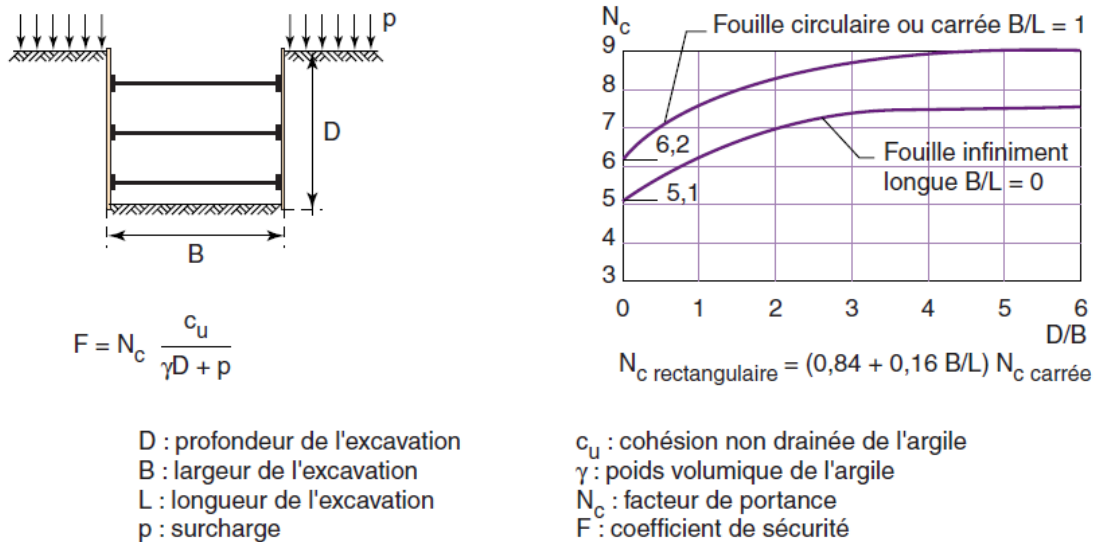 p
D
B
F = N_c c_u / (γD + p)
N_c
Fouille circulaire ou carrée B/L = 1
9
8
7
6
5
4
3
6,2
5,1
Fouille infiniment
longue B/L = 0
0 1 2 3 4 5 6
D/B
N_c rectangulaire = (0,84 + 0,16 B/L) N_c carrée
D : profondeur de l'excavation
B : largeur de l'excavation
L : longueur de l'excavation
p : surcharge
c_u : cohésion non drainée de l'argile
γ : poids volumique de l'argile
N_c : facteur de portance
F : coefficient de sécurité